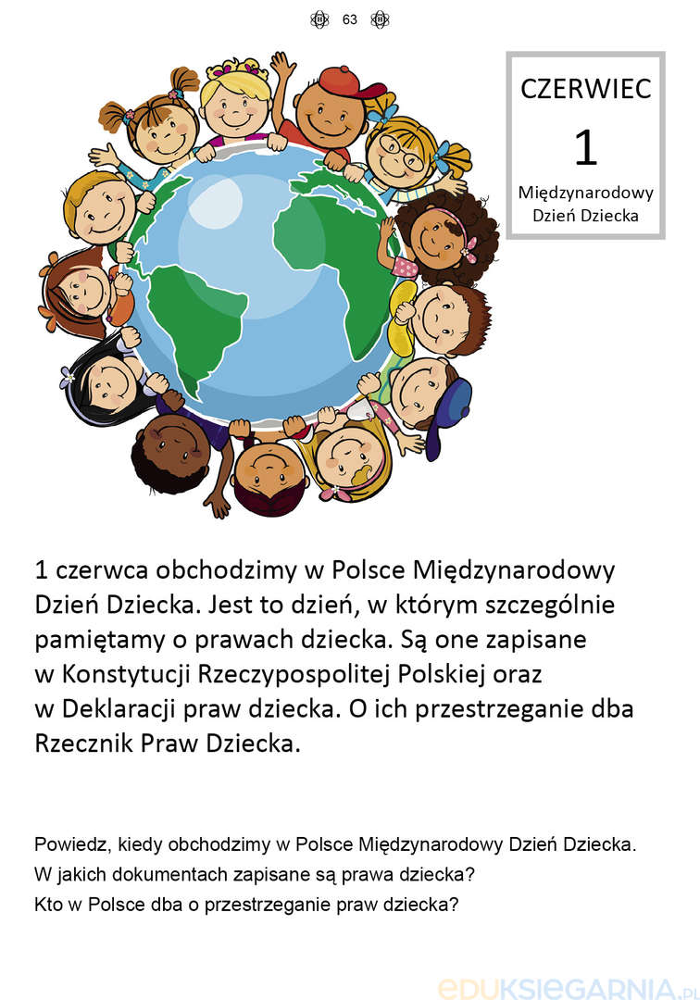 63
CZERWIEC
1
Międzynarodowy
Dzień Dziecka
1 czerwca obchodzimy w Polsce Międzynarodowy
Dzień Dziecka. Jest to dzień, w którym szczególnie
pamiętamy o prawach dziecka. Są one zapisane
w Konstytucji Rzeczypospolitej Polskiej oraz
w Deklaracji praw dziecka. O ich przestrzeganie dba
Rzecznik Praw Dziecka.
Powiedz, kiedy obchodzimy w Polsce Międzynarodowy Dzień Dziecka.
W jakich dokumentach zapisane są prawa dziecka?
Kto w Polsce dba o przestrzeganie praw dziecka?
EDUKSIEGARNIA.PL